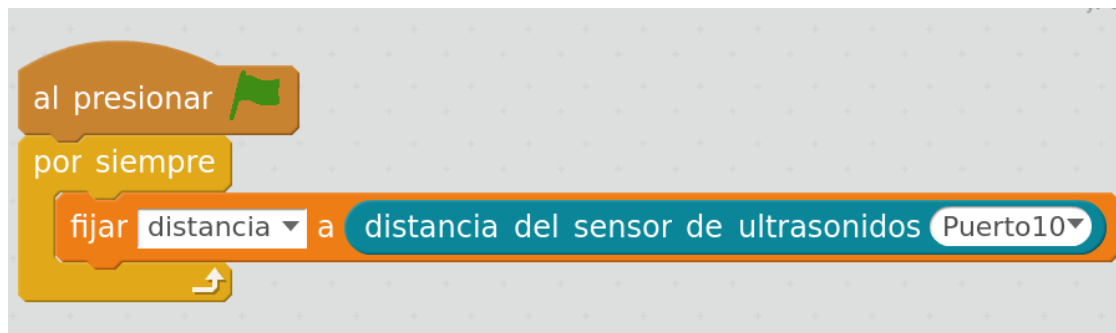 al presionar
por siempre
fijar distancia a distancia del sensor de ultrasonidos Puerto10